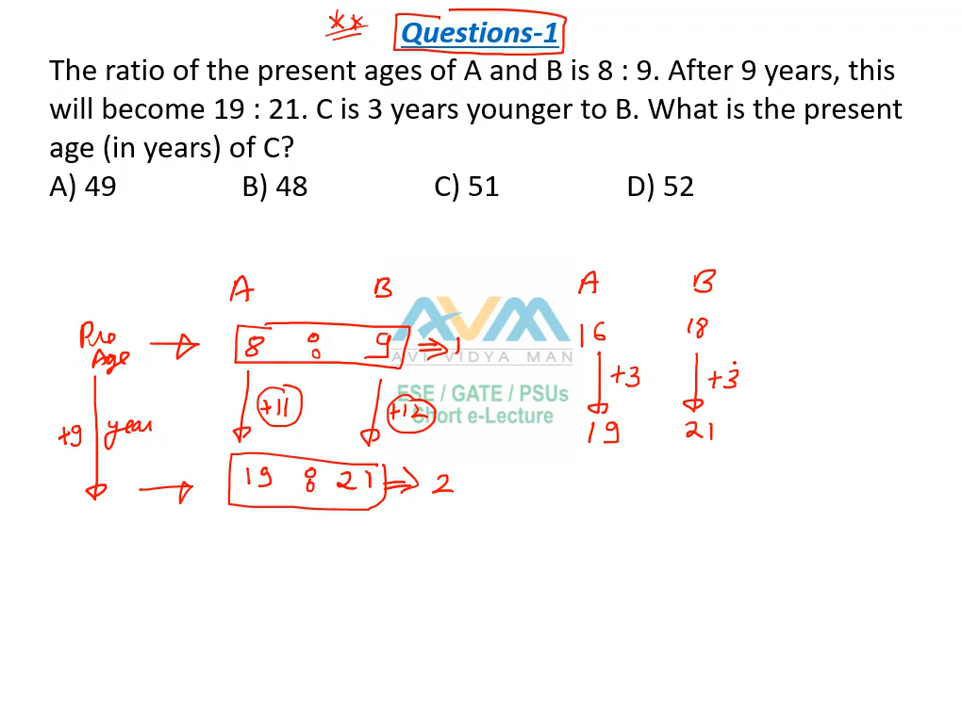 **
Questions-1
The ratio of the present ages of A and B is 8 : 9. After 9 years, this
will become 19 : 21. C is 3 years younger to B. What is the present
age (in years) of C?
A) 49 B) 48 C) 51 D) 52
A B A B
Pre Age → 8 : 9 ⇒ 1 16 18
AVI VIDYA MAN
+9 year +11 +12 +3 +3
ESE / GATE / PSUs
Short e-Lecture
19 21
→ 19 : 21 ⇒ 2